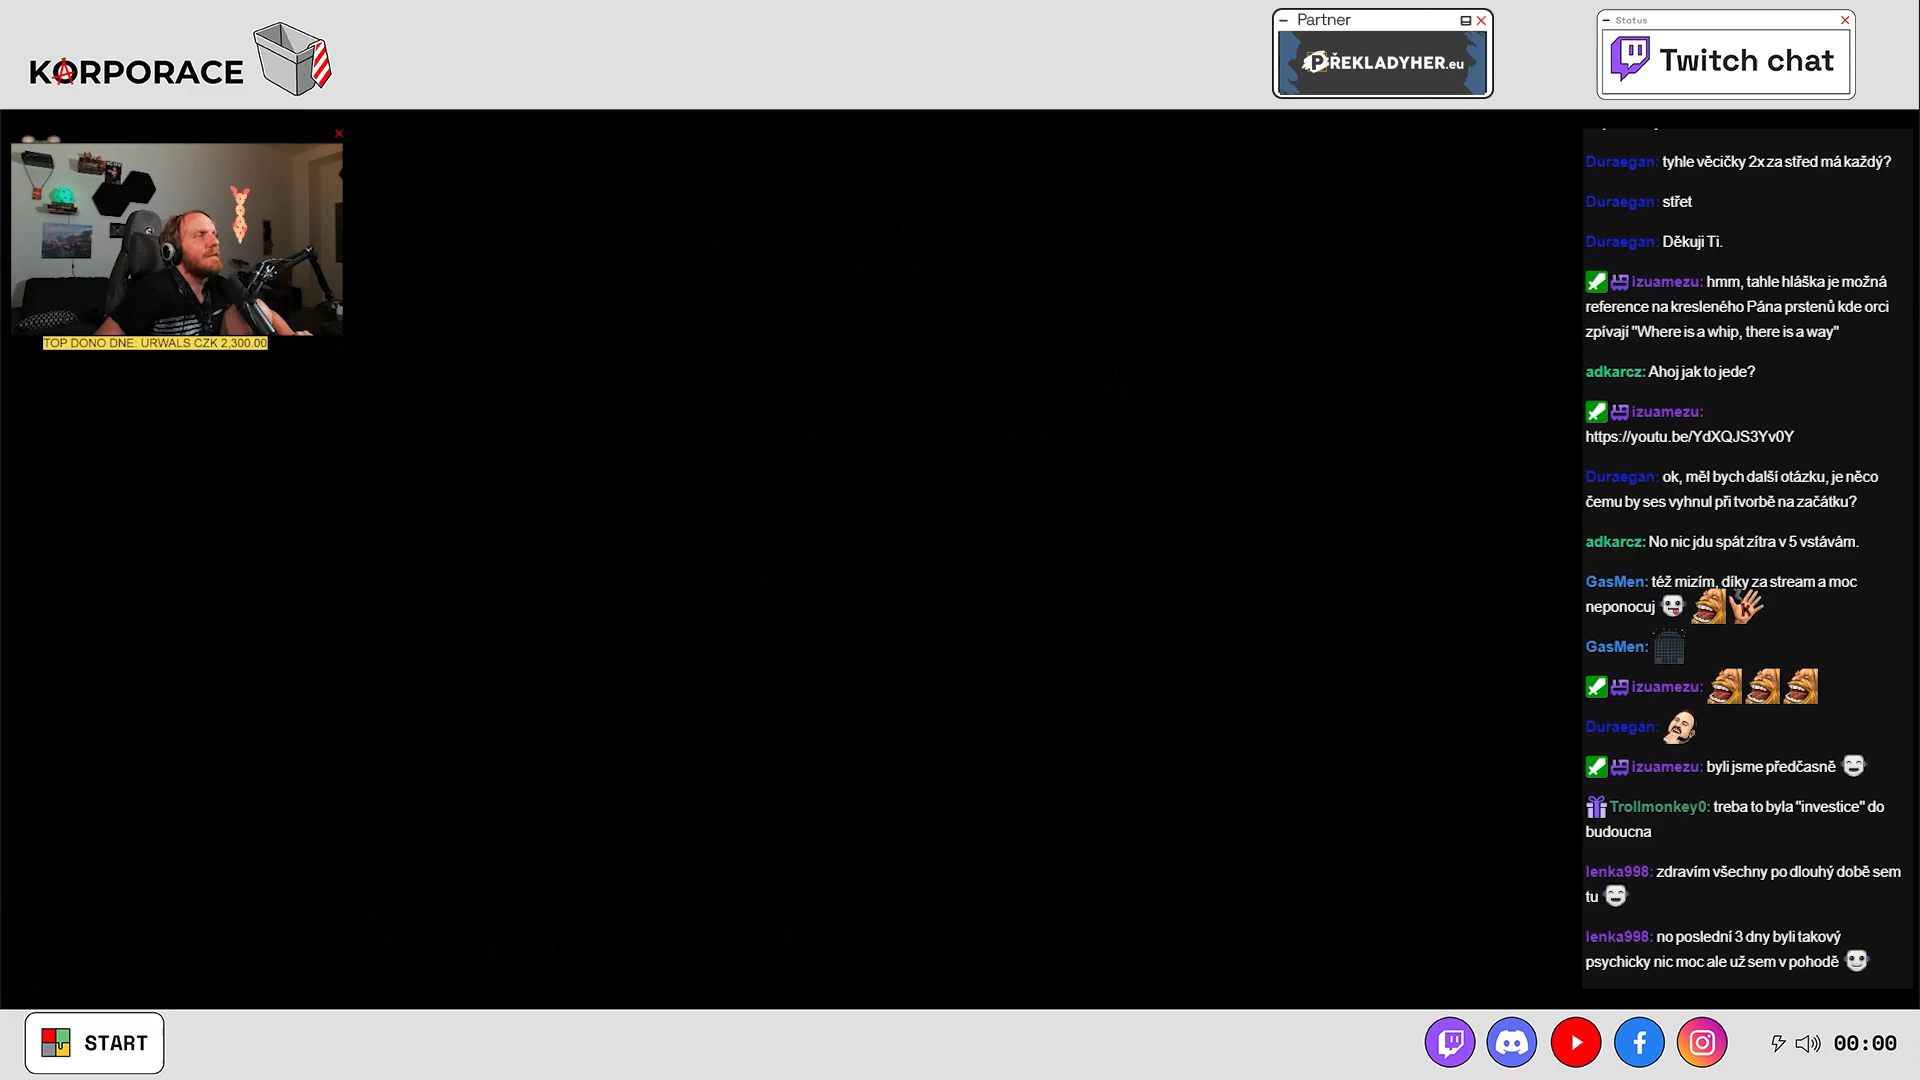 KORPORACE
Partner
PŘEKLADYHER.eu
Status
Twitch chat
TOP DONO DNE: URWALS CZK 2,300.00
Duraegan: tyhle věcičky 2x za střed má každý?
Duraegan: střet
Duraegan: Děkuji Ti.
izuamezu: hmm, tahle hláška je možná
reference na kresleného Pána prstenů kde orci
zpívají "Where is a whip, there is a way"
adkarcz: Ahoj jak to jede?
izuamezu:
https://youtu.be/YdXQJS3Yv0Y
Duraegan: ok, měl bych další otázku, je něco
čemu by ses vyhnul při tvorbě na začátku?
adkarcz: No nic jdu spát zítra v 5 vstávám.
GasMen: též mizím, díky za stream a moc
neponocuj
GasMen:
izuamezu:
Duraegan:
izuamezu: byli jsme předčasně
Trollmonkey0: treba to byla "investice" do
budoucna
lenka998: zdravím všechny po dlouhý době sem
tu
lenka998: no poslední 3 dny byli takový
psychicky nic moc ale už sem v pohodě
START
00:00